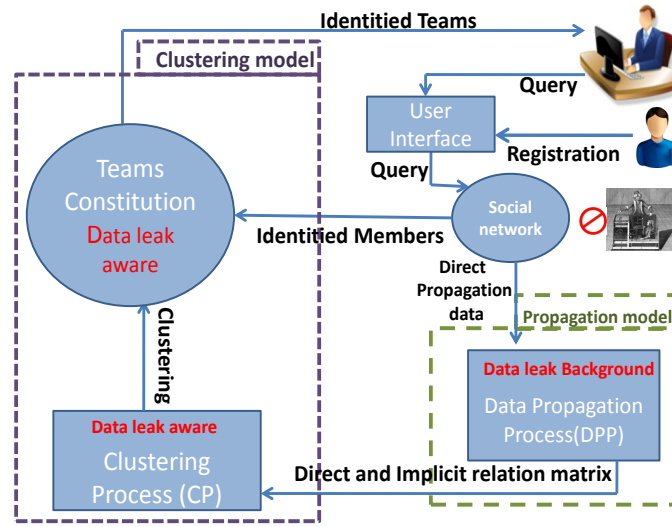 Identitied Teams
Clustering model
Query
User
Interface
Registration
Query
Teams
Constitution
Data leak
aware
Social
network
Identitied Members
Direct
Propagation
data
Propagation model
Clustering
Data leak Background
Data Propagation
Process(DPP)
Data leak aware
Clustering
Process (CP)
Direct and Implicit relation matrix